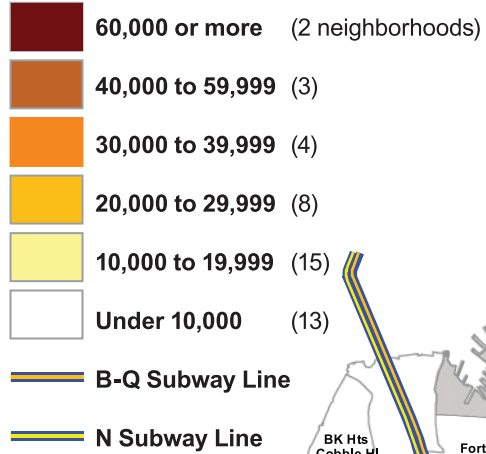 60,000 or more (2 neighborhoods)
40,000 to 59,999 (3)
30,000 to 39,999 (4)
20,000 to 29,999 (8)
10,000 to 19,999 (15)
Under 10,000 (13)
B-Q Subway Line
N Subway Line
BK Hts
Cobble Hl
Fort